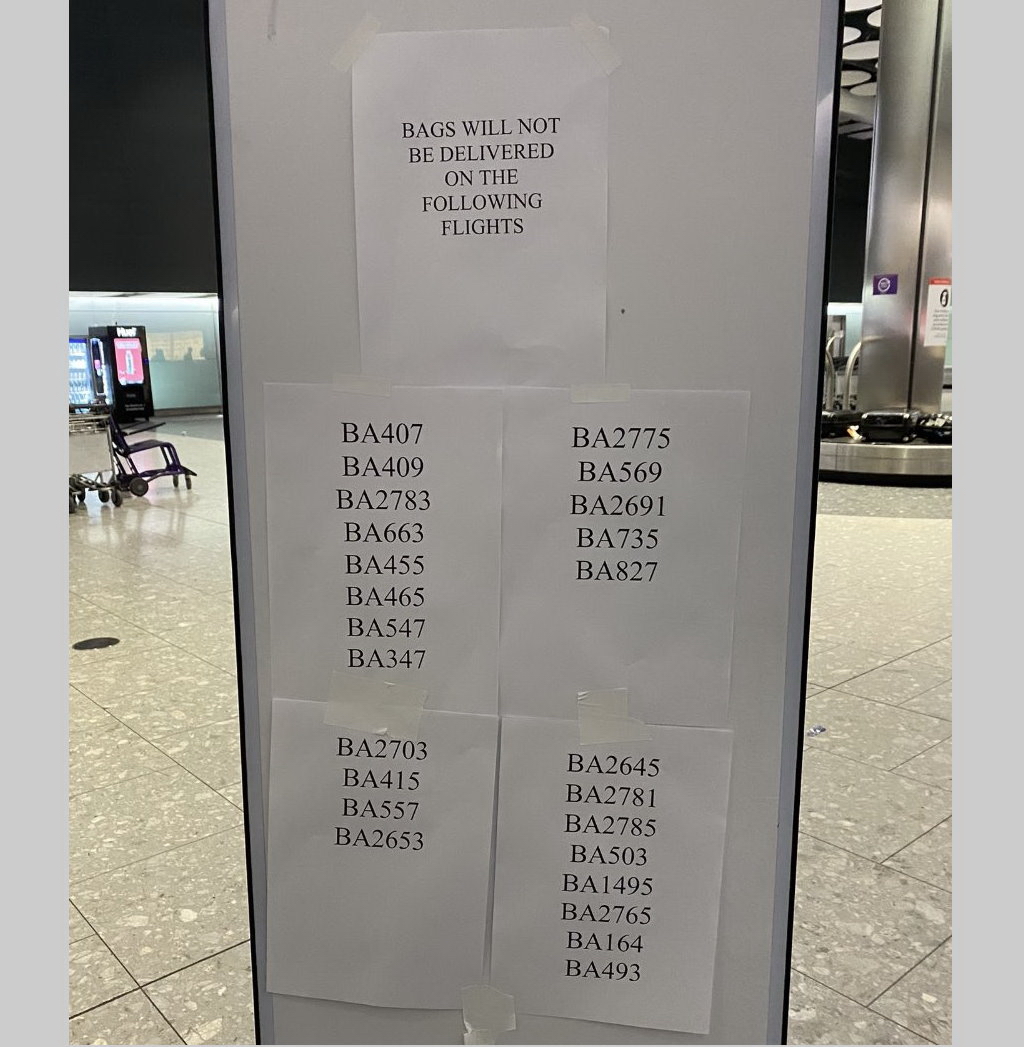 BAGS WILL NOT
BE DELIVERED
ON THE
FOLLOWING
FLIGHTS
BA407
BA409
BA2783
BA663
BA455
BA465
BA547
BA347
BA2775
BA569
BA2691
BA735
BA827
BA2703
BA415
BA557
BA2653
BA2645
BA2781
BA2785
BA503
BA1495
BA2765
BA164
BA493